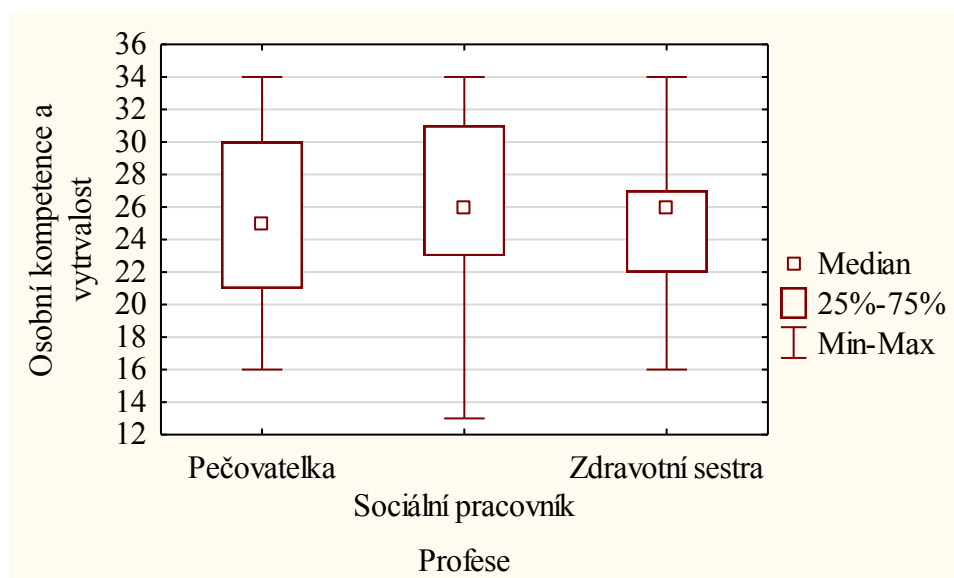 Osobní kompetence a
vytrvalost
36
34
32
30
28
26
24
22
20
18
16
14
12
Pečovatelka
Sociální pracovník
Zdravotní sestra
Profese
Median
25%-75%
Min-Max